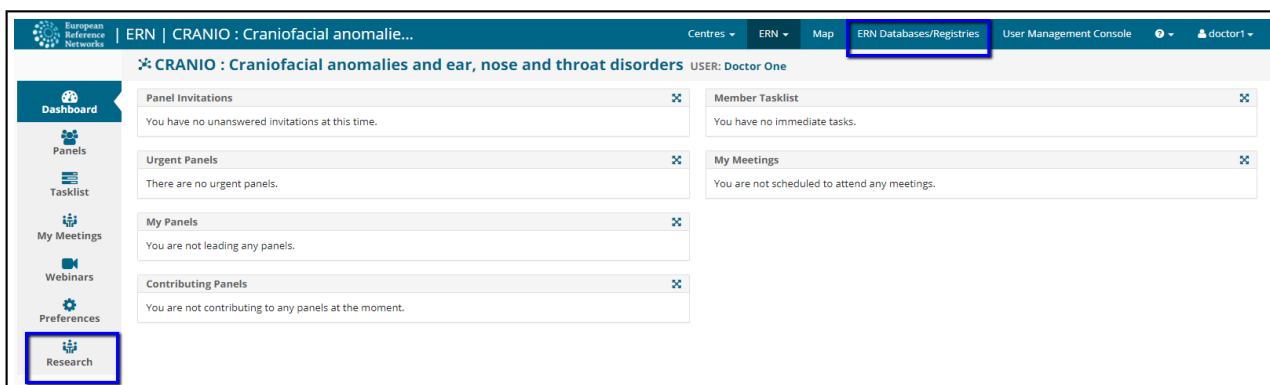 European
Reference
Networks
ERN | CRANIO : Craniofacial anomalie...
Centres
ERN
Map
ERN Databases/Registries
User Management Console
doctor1
CRANIO : Craniofacial anomalies and ear, nose and throat disorders USER: Doctor One
Dashboard
Panels
Tasklist
My Meetings
Webinars
Preferences
Research
Panel Invitations
You have no unanswered invitations at this time.
Urgent Panels
There are no urgent panels.
My Panels
You are not leading any panels.
Contributing Panels
You are not contributing to any panels at the moment.
Member Tasklist
You have no immediate tasks.
My Meetings
You are not scheduled to attend any meetings.